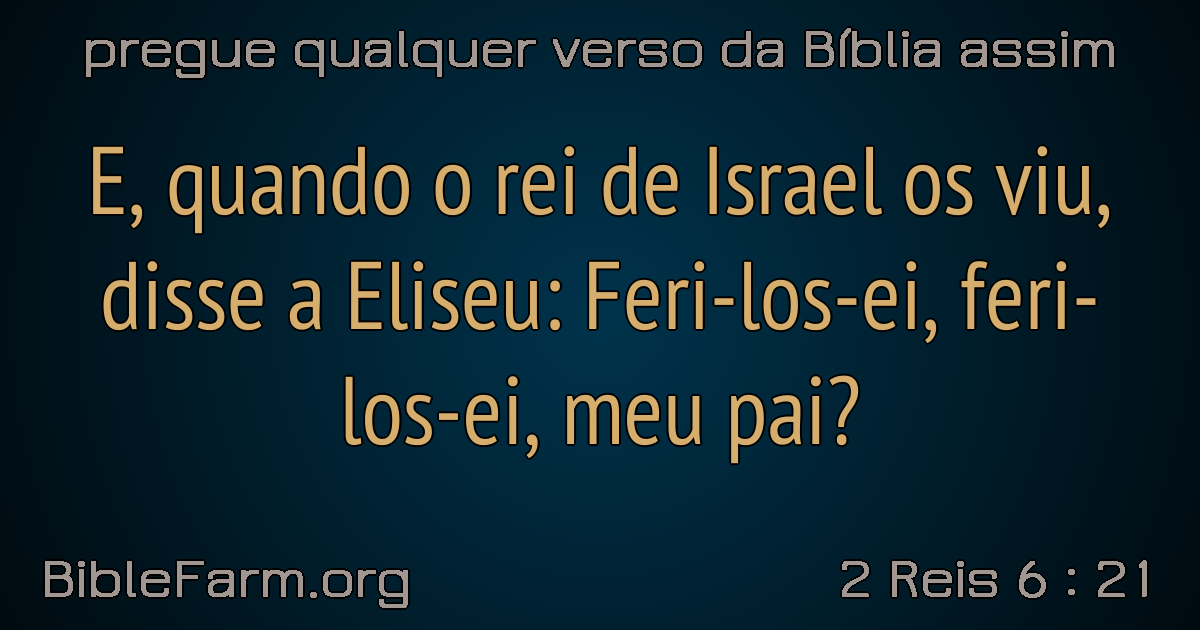 pregue qualquer verso da Bíblia assim
E, quando o rei de Israel os viu,
disse a Eliseu: Feri-los-ei, feri-
los-ei, meu pai?
BibleFarm.org
2 Reis 6 : 21